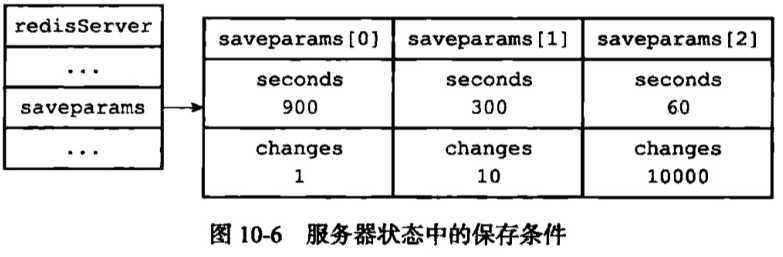 redisServer
...
saveparams
...
saveparams[0] saveparams[1] saveparams[2]
seconds seconds seconds
900 300 60
changes changes changes
1 10 10000
图 10-6 服务器状态中的保存条件